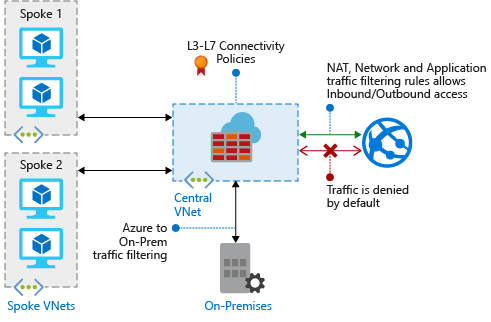 Spoke 1
L3-L7 Connectivity
Policies
NAT, Network and Application
traffic filtering rules allows
Inbound/Outbound access
Spoke 2
Central
VNet
Traffic is denied
by default
Azure to
On-Prem
traffic filtering
Spoke VNets
On-Premises